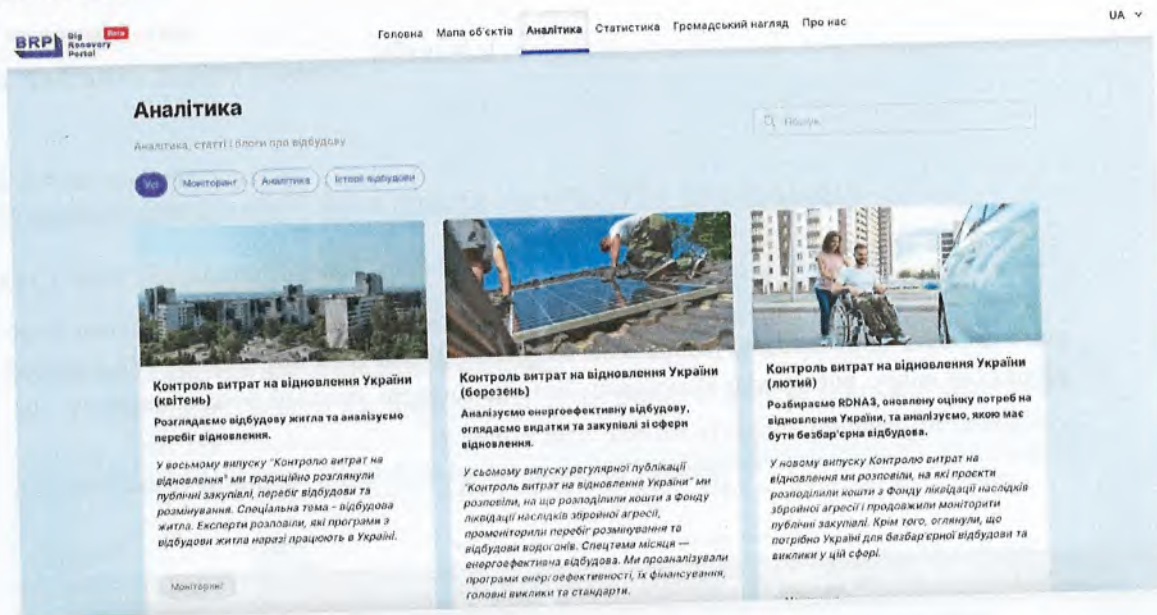 BRP Big Recovery Portal Beta
Головна Мапа об'єктів Аналітика Статистика Громадський нагляд Про нас
UA
Аналітика
Пошук
Аналітика, статті і блоги про відбудову
Усі Моніторинг Аналітика Історії відбудови
Контроль витрат на відновлення України
(квітень)
Розглядаємо відбудову житла та аналізуємо
перебіг відновлення.
У восьмому випуску "Контролю витрат на
відновлення" ми традиційно розглянули
публічні закупівлі, перебіг відбудови та
розмінування. Спеціальна тема - відбудова
житла. Експерти розповіли, які програми з
відбудови житла наразі працюють в Україні.
Моніторинг
Контроль витрат на відновлення України
(березень)
Аналізуємо енергоефективну відбудову,
оглядаємо видатки та закупівлі зі сфери
відновлення.
У сьомому випуску регулярної публікації
"Контроль витрат на відновлення України" ми
розповіли, на що розподілили кошти з Фонду
ліквідації наслідків збройної агресії,
промоніторили перебіг розмінування та
відбудови водогонів. Спецтема місяця —
енергоефективна відбудова. Ми проаналізували
програми енергоефективності, їх фінансування,
головні виклики та стандарти.
Контроль витрат на відновлення України
(лютий)
Розбираємо RDNA3, оновлену оцінку потреб на
відновлення України, та аналізуємо, якою має
бути безбар'єрна відбудова.
У новому випуску Контролю витрат на
відновлення ми розповіли, на які проєкти
розподілили кошти з Фонду ліквідації наслідків
збройної агресії і продовжили моніторити
публічні закупівлі. Крім того, оглянули, що
потрібно Україні для безбар'єрної відбудови та
виклики у цій сфері.